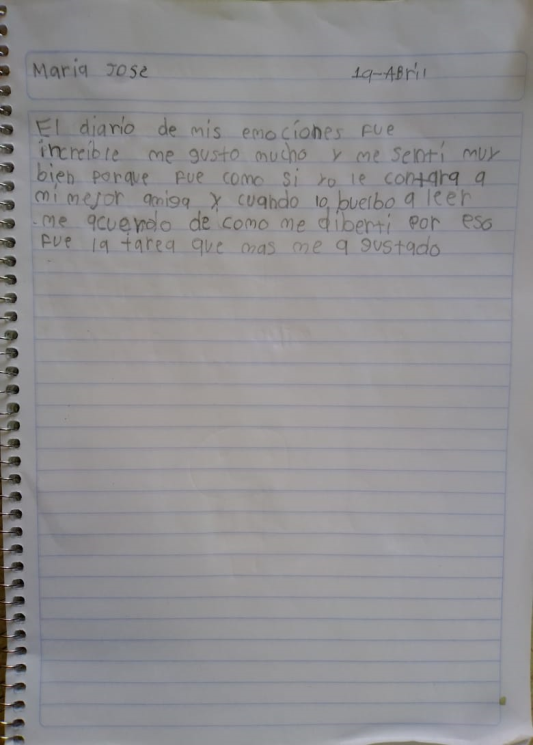 Maria Jose 19-Abril
El diario de mis emociones Fue
increible me gusto mucho y me sentí muy
bien Porque Fue como si yo le contara a
mi mejor amiga y cuando lo buelbo a leer
me acuerdo de como me diberti Por eso
Fue la tarea que mas me a gustado